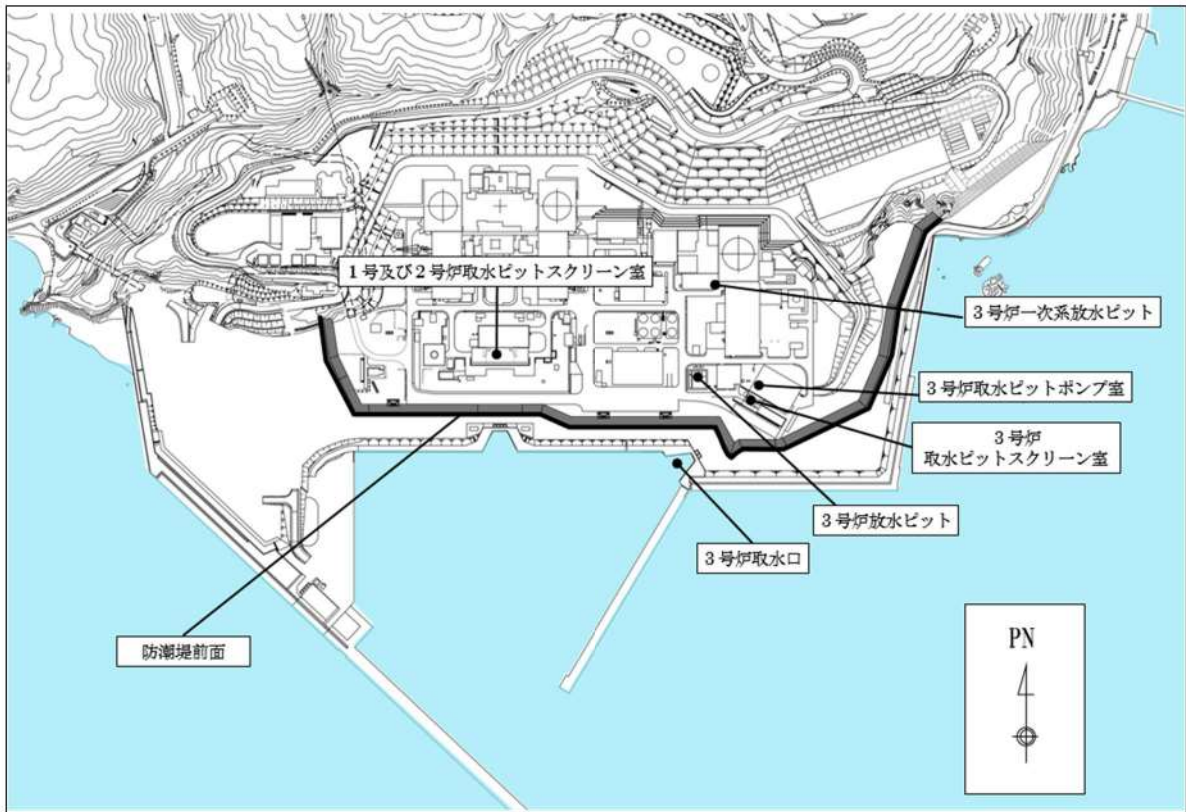 1号及び2号炉取水ピットスクリーン室
3号炉一次系放水ピット
3号炉取水ピットポンプ室
3号炉
取水ピットスクリーン室
3号炉放水ピット
3号炉取水口
防潮堤前面
PN